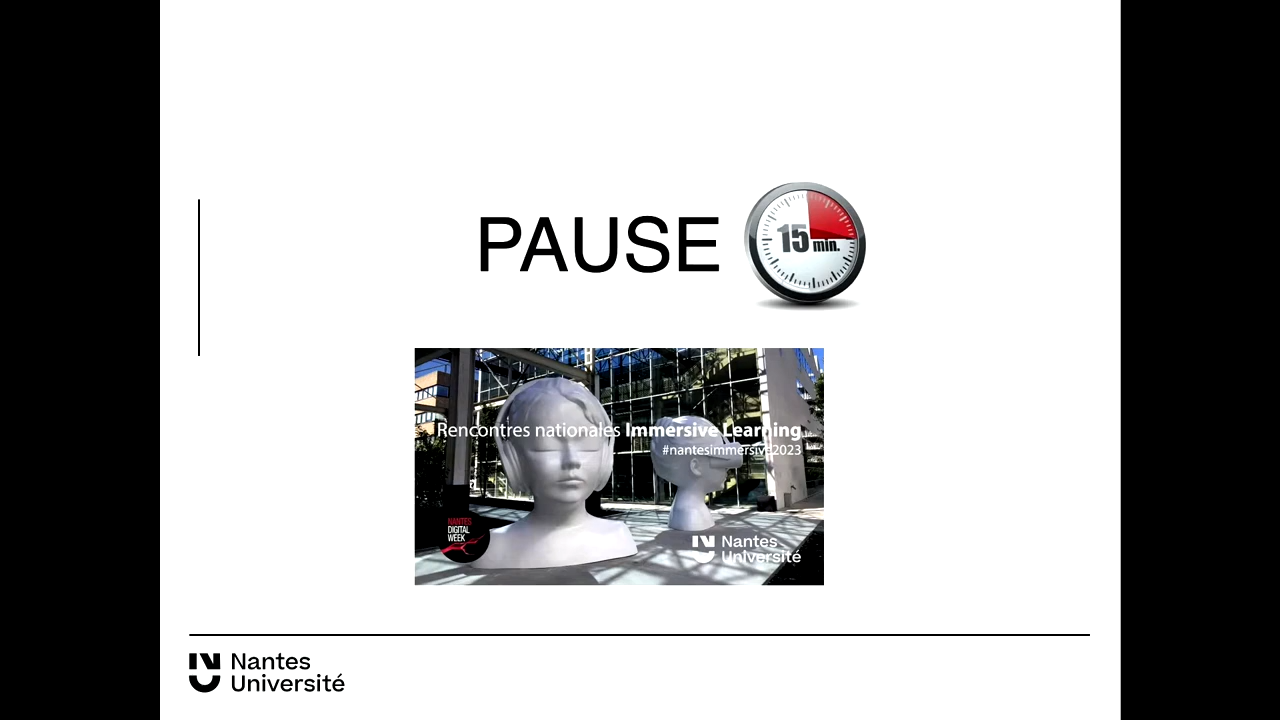 PAUSE
15 min.
Rencontres nationales Immersive Learning
#nantesimmersive2023
NANTES
DIGITAL
WEEK
Nantes
Université
Nantes
Université